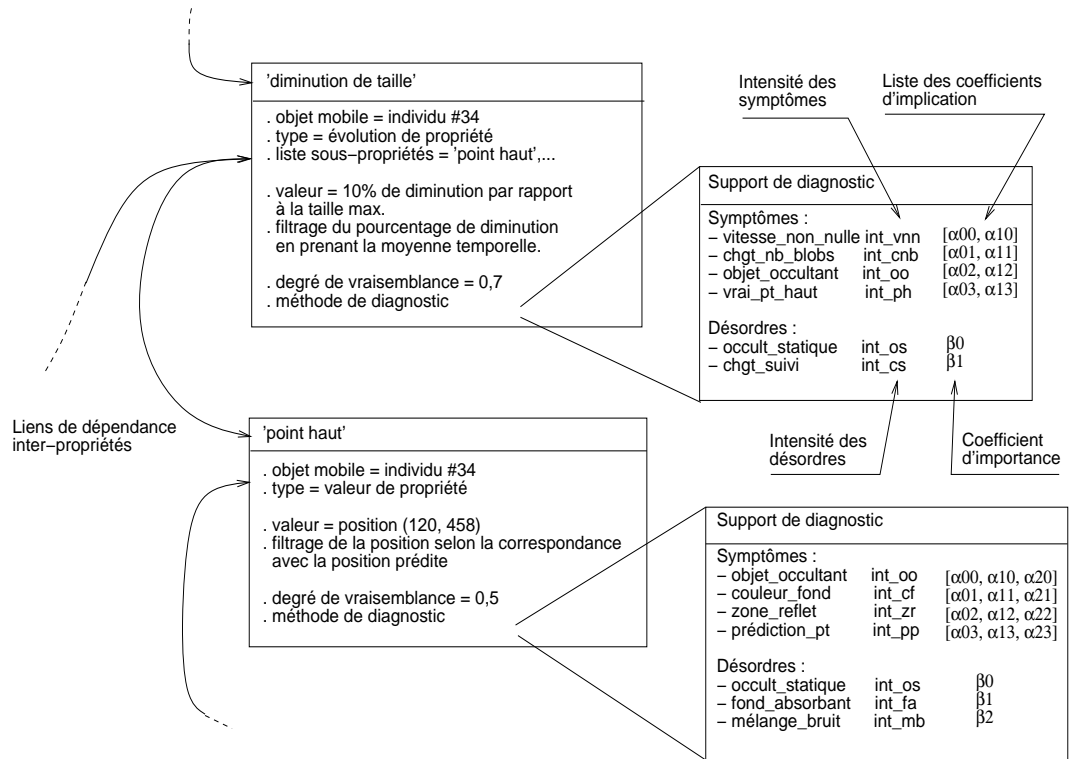 'diminution de taille'
. objet mobile = individu #34
. type = évolution de propriété
. liste sous−propriétés = 'point haut',...
. valeur = 10% de diminution par rapport
à la taille max.
. filtrage du pourcentage de diminution
en prenant la moyenne temporelle.
. degré de vraisemblance = 0,7
. méthode de diagnostic
Intensité des
symptômes
Liste des coefficients
d'implication
Support de diagnostic
Symptômes :
− vitesse_non_nulle int_vnn [α00, α10]
− chgt_nb_blobs int_cnb [α01, α11]
− objet_occultant int_oo [α02, α12]
− vrai_pt_haut int_ph [α03, α13]
Désordres :
− occult_statique int_os β0
− chgt_suivi int_cs β1
Intensité des
désordres
Coefficient
d'importance
Liens de dépendance
inter−propriétés
'point haut'
. objet mobile = individu #34
. type = valeur de propriété
. valeur = position (120, 458)
. filtrage de la position selon la correspondance
avec la position prédite
. degré de vraisemblance = 0,5
. méthode de diagnostic
Support de diagnostic
Symptômes :
− objet_occultant int_oo [α00, α10, α20]
− couleur_fond int_cf [α01, α11, α21]
− zone_reflet int_zr [α02, α12, α22]
− prédiction_pt int_pp [α03, α13, α23]
Désordres :
− occult_statique int_os β0
− fond_absorbant int_fa β1
− mélange_bruit int_mb β2